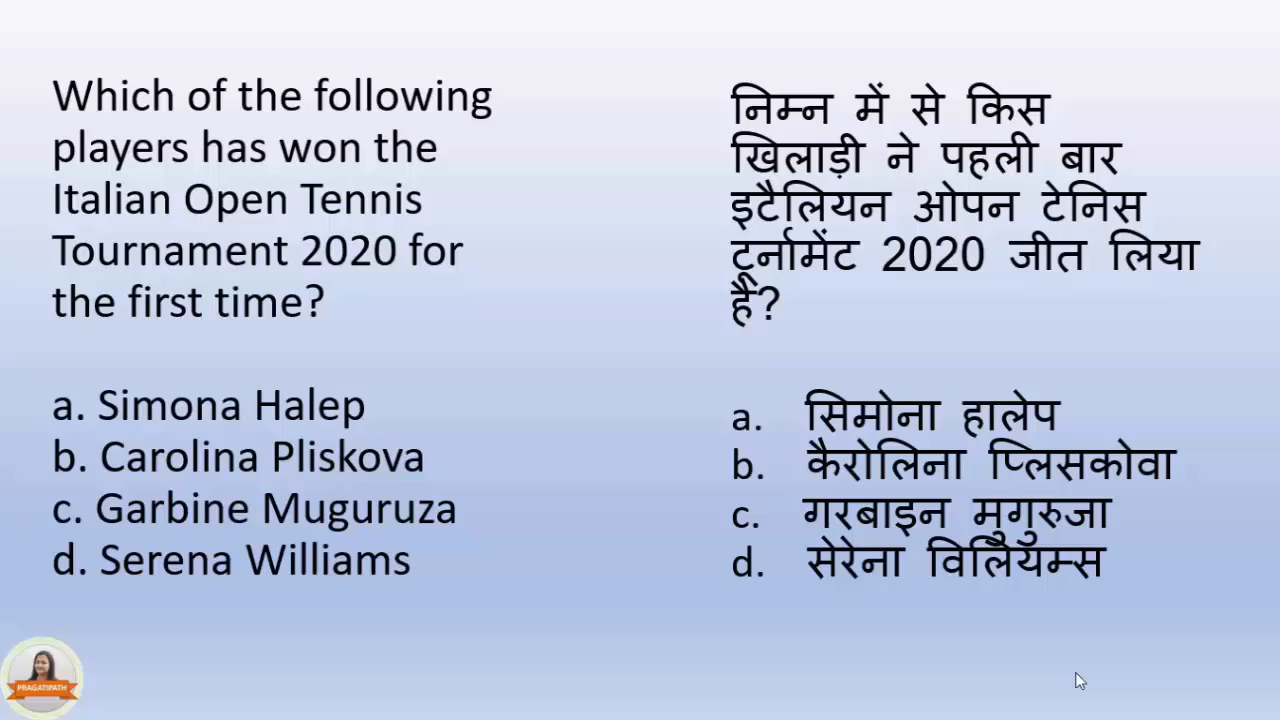 Which of the following
players has won the
Italian Open Tennis
Tournament 2020 for
the first time?
a. Simona Halep
b. Carolina Pliskova
c. Garbine Muguruza
d. Serena Williams
निम्न में से किस
खिलाड़ी ने पहली बार
इटैलियन ओपन टेनिस
टूर्नामेंट 2020 जीत लिया
है?
a. सिमोना हालेप
b. कैरोलिना प्लिसकोवा
c. गरबाइन मुगुरुजा
d. सेरेना विलियम्स
PRAGATIPATH